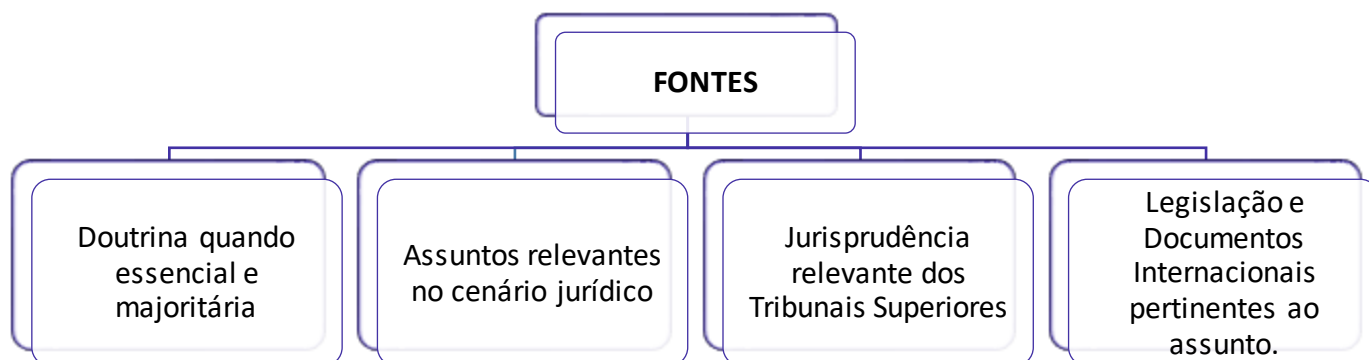 FONTES
Doutrina quando
essencial e
majoritária
Assuntos relevantes
no cenário jurídico
Jurisprudência
relevante dos
Tribunais Superiores
Legislação e
Documentos
Internacionais
pertinentes ao
assunto.